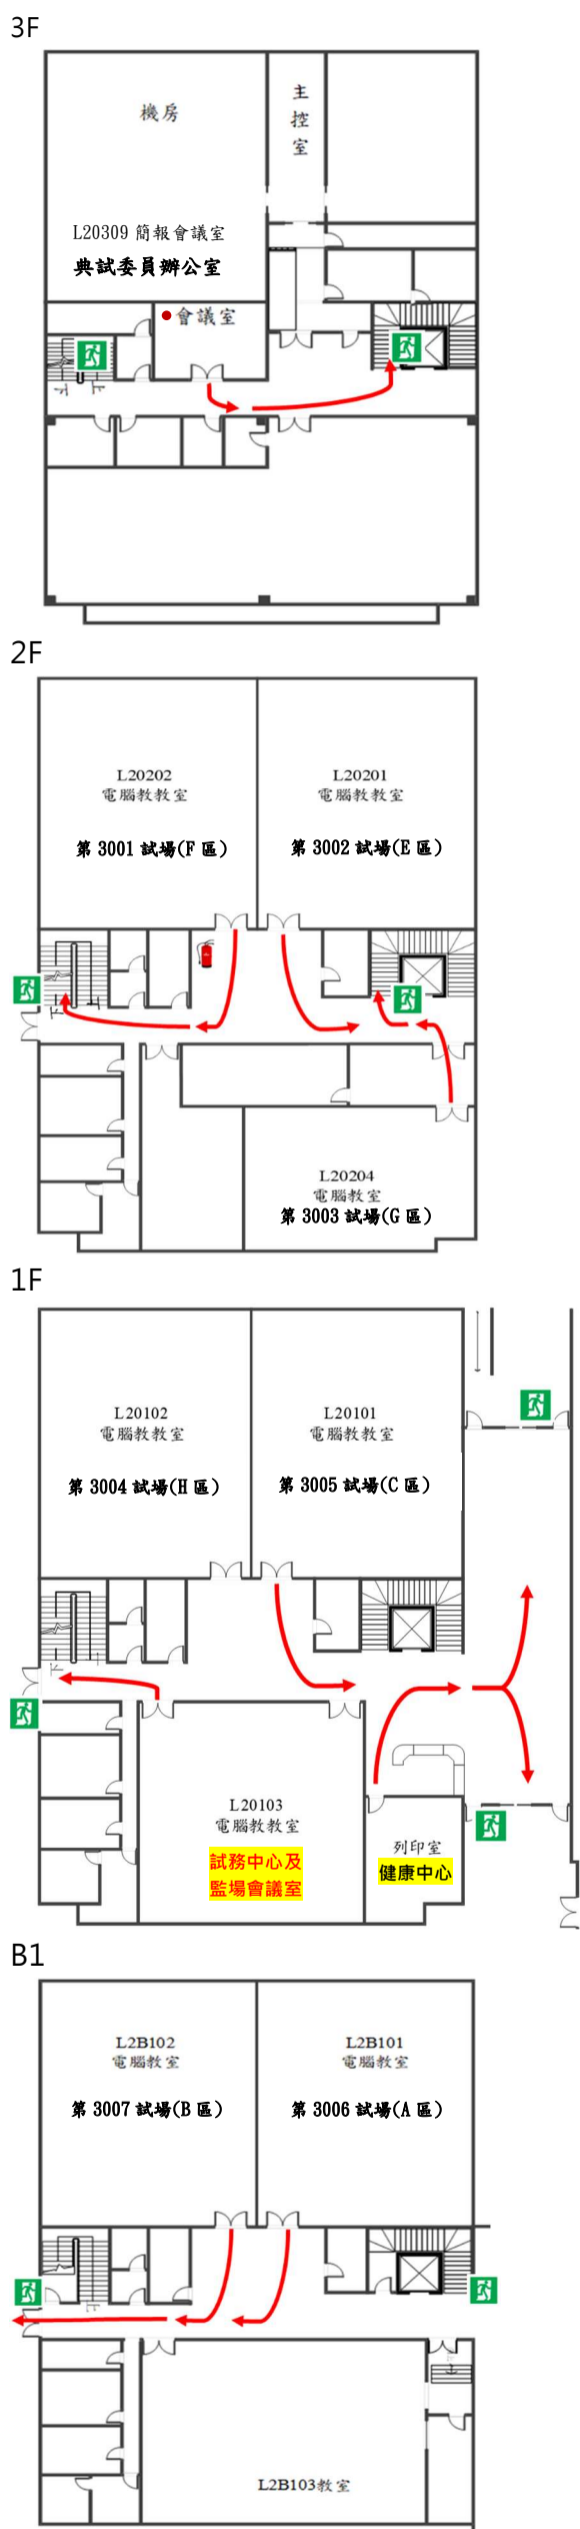 3F
機房
主
控
室
L20309 簡報會議室
典試委員辦公室
會議室
2F
L20202
電腦教教室
第 3001 試場(F 區)
L20201
電腦教教室
第 3002 試場(E 區)
下
上
L20204
電腦教室
第 3003 試場(G 區)
1F
L20102
電腦教教室
第 3004 試場(H 區)
L20101
電腦教教室
第 3005 試場(C 區)
L20103
電腦教教室
試務中心及
監場會議室
列印室
健康中心
B1
L2B102
電腦教室
第 3007 試場(B 區)
L2B101
電腦教室
第 3006 試場(A 區)
L2B103教室